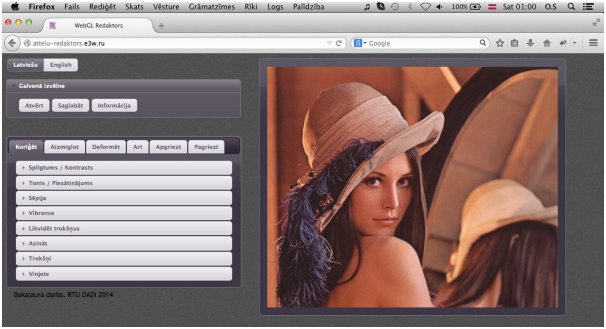 Firefox Fails Rediģēt Skats Vēsture Grāmatzīmes Rīki Logs Palīdzība 100% Sat 01:00 O.S
WebGL Redaktors
attelu-redaktors.e3w.ru Google
Latviešu English
Galvenā izvēlne
Atvērt Saglabāt Informācija
Koriģēt Aizmiglot Deformēt Art Apgriezt Pagriezt
Spilgtums / Kontrasts
Tonis / Piesātinājums
Sēpija
Vibrance
Likvidēt trokšņus
Asināt
Trokšņi
Vinjete
Bakalaura darbs. RTU DADI 2014